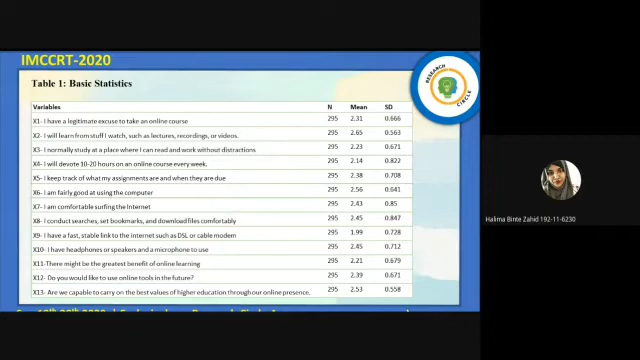 IMCCRT-2020
RESEARCH
CIRCLE
Table 1: Basic Statistics
Variables N Mean SD
X1- I have a legitimate excuse to take an online course 295 2.31 0.666
X2- I will learn from stuff I watch, such as lectures, recordings, or videos. 295 2.65 0.563
X3- I normally study at a place where I can read and work without distractions 295 2.23 0.671
X4- I will devote 10-20 hours on an online course every week. 295 2.14 0.822
X5- I keep track of what my assignments are and when they are due 295 2.38 0.708
X6- I am fairly good at using the computer 295 2.56 0.641
X7- I am comfortable surfing the Internet 295 2.43 0.85
X8- I conduct searches, set bookmarks, and download files comfortably 295 2.45 0.847
X9- I have a fast, stable link to the internet such as DSL or cable modem 295 1.99 0.728
X10- I have headphones or speakers and a microphone to use 295 2.45 0.712
X11-There might be the greatest benefit of online learning 295 2.21 0.679
X12- Do you would like to use online tools in the future? 295 2.39 0.671
X13- Are we capable to carry on the best values of higher education through our online presence. 295 2.53 0.558
Halima Binte Zahid 192-11-6230